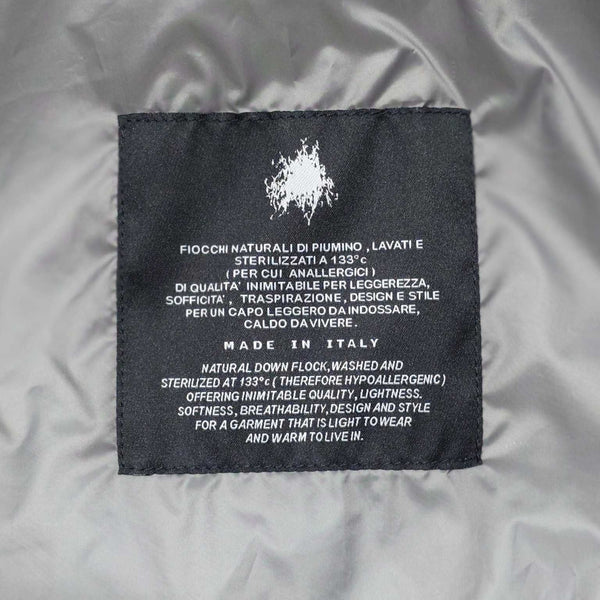 FIOCCHI NATURALI DI PIUMINO , LAVATI E
STERILIZZATI A 133°c
( PER CUI ANALLERGICI )
DI QUALITA' INIMITABILE PER LEGGEREZZA,
SOFFICITA' , TRASPIRAZIONE, DESIGN E STILE
PER UN CAPO LEGGERO DA INDOSSARE,
CALDO DA VIVERE.
MADE IN ITALY
NATURAL DOWN FLOCK, WASHED AND
STERILIZED AT 133°c ( THEREFORE HYPOALLERGENIC )
OFFERING INIMITABLE QUALITY, LIGHTNESS,
SOFTNESS, BREATHABILITY, DESIGN AND STYLE
FOR A GARMENT THAT IS LIGHT TO WEAR
AND WARM TO LIVE IN.